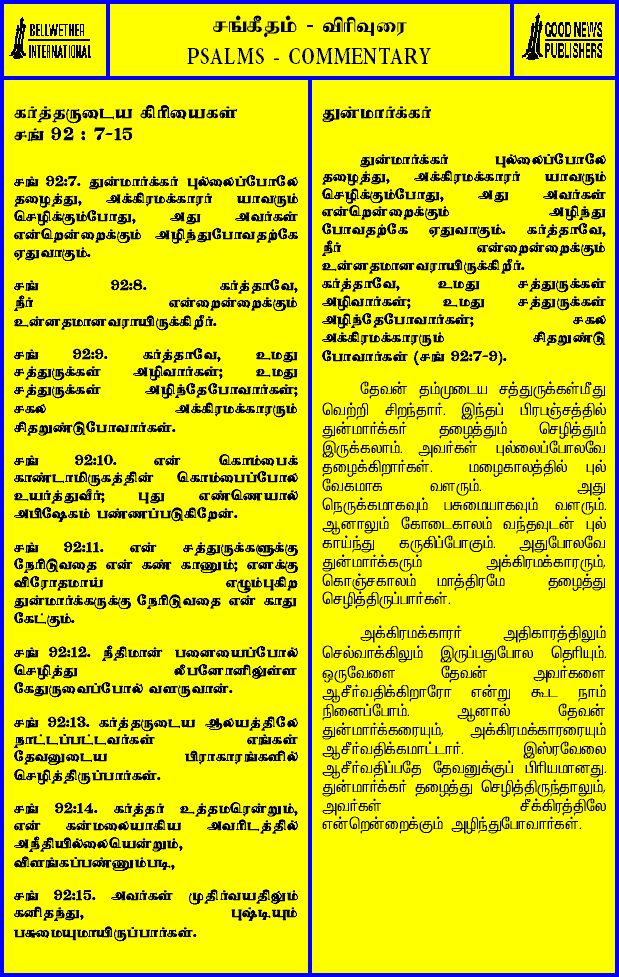 BELLWETHER
INTERNATIONAL
சங்கீதம் - விரிவுரை
PSALMS - COMMENTARY
GOOD NEWS
PUBLISHERS
கர்த்தருடைய கிரியைகள்
சங் 92 : 7-15
சங் 92:7. துன்மார்க்கர் புல்லைப்போலே
தழைத்து, அக்கிரமக்காரர் யாவரும்
செழிக்கும்போது, அது அவர்கள்
என்றென்றைக்கும் அழிந்துபோவதற்கே
ஏதுவாகும்.
சங் 92:8. கர்த்தாவே,
நீர் என்றைன்றைக்கும்
உன்னதமானவராயிருக்கிறீர்.
சங் 92:9. கர்த்தாவே, உமது
சத்துருக்கள் அழிவார்கள்; உமது
சத்துருக்கள் அழிந்தேபோவார்கள்;
சகல அக்கிரமக்காரரும்
சிதறுண்டுபோவார்கள்.
சங் 92:10. என் கொம்பைக்
காண்டாமிருகத்தின் கொம்பைப்போல
உயர்த்துவீர்; புது எண்ணெயால்
அபிஷேகம் பண்ணப்படுகிறேன்.
சங் 92:11. என் சத்துருக்களுக்கு
நேரிடுவதை என் கண் காணும்; எனக்கு
விரோதமாய் எழும்புகிற
துன்மார்க்கருக்கு நேரிடுவதை என் காது
கேட்கும்.
சங் 92:12. நீதிமான் பனையைப்போல்
செழித்து லீபனோனிலுள்ள
கேதுருவைப்போல் வளருவான்.
சங் 92:13. கர்த்தருடைய ஆலயத்திலே
நாட்டப்பட்டவர்கள் எங்கள்
தேவனுடைய பிராகாரங்களில்
செழித்திருப்பார்கள்.
சங் 92:14. கர்த்தர் உத்தமரென்றும்,
என் கன்மலையாகிய அவரிடத்தில்
அநீதியில்லையென்றும்,
விளங்கப்பண்ணும்படி,
சங் 92:15. அவர்கள் முதிர்வயதிலும்
கனிதந்து, புஷ்டியும்
பசுமையுமாயிருப்பார்கள்.
துன்மார்க்கர்
துன்மார்க்கர் புல்லைப்போலே
தழைத்து, அக்கிரமக்காரர் யாவரும்
செழிக்கும்போது, அது அவர்கள்
என்றென்றைக்கும் அழிந்து
போவதற்கே ஏதுவாகும். கர்த்தாவே,
நீர் என்றைன்றைக்கும்
உன்னதமானவராயிருக்கிறீர்.
கர்த்தாவே, உமது சத்துருக்கள்
அழிவார்கள்; உமது சத்துருக்கள்
அழிந்தேபோவார்கள்; சகல
அக்கிரமக்காரரும் சிதறுண்டு
போவார்கள் (சங் 92:7-9).
தேவன் தம்முடைய சத்துருக்கள்மீது
வெற்றி சிறந்தார். இந்தப் பிரபஞ்சத்தில்
துன்மார்க்கர் தழைத்தும் செழித்தும்
இருக்கலாம். அவர்கள் புல்லைப்போலவே
தழைக்கிறார்கள். மழைகாலத்தில் புல்
வேகமாக வளரும். அது
நெருக்கமாகவும் பசுமையாகவும் வளரும்.
ஆனாலும் கோடைகாலம் வந்தவுடன் புல்
காய்ந்து கருகிப்போகும். அதுபோலவே
துன்மார்க்கரும் அக்கிரமக்காரரும்,
கொஞ்சகாலம் மாத்திரமே தழைத்து
செழித்திருப்பார்கள்.
அக்கிரமக்காரர் அதிகாரத்திலும்
செல்வாக்கிலும் இருப்பதுபோல தெரியும்.
ஒருவேளை தேவன் அவர்களை
ஆசீர்வதிக்கிறாரோ என்று கூட நாம்
நினைப்போம். ஆனால் தேவன்
துன்மார்க்கரையும், அக்கிரமக்காரரையும்
ஆசீர்வதிக்கமாட்டார். இஸ்ரவேலை
ஆசீர்வதிப்பதே தேவனுக்குப் பிரியமானது.
துன்மார்க்கர் தழைத்து செழித்திருந்தாலும்,
அவர்கள் சீக்கிரத்திலே
என்றென்றைக்கும் அழிந்துபோவார்கள்.